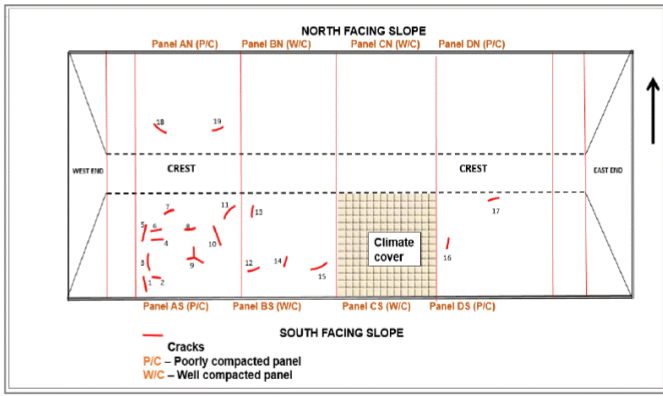 NORTH FACING SLOPE
Panel AN (P/C) Panel BN (W/C) Panel CN (W/C) Panel DN (P/C)
18 19
WEST END CREST CREST EAST END
7 11 13 17
5 6 8
4 10 16
3 9 12 14
1 2 15
Climate
cover
Panel AS (P/C) Panel BS (W/C) Panel CS (W/C) Panel DS (P/C)
SOUTH FACING SLOPE
Cracks
P/C – Poorly compacted panel
W/C – Well compacted panel